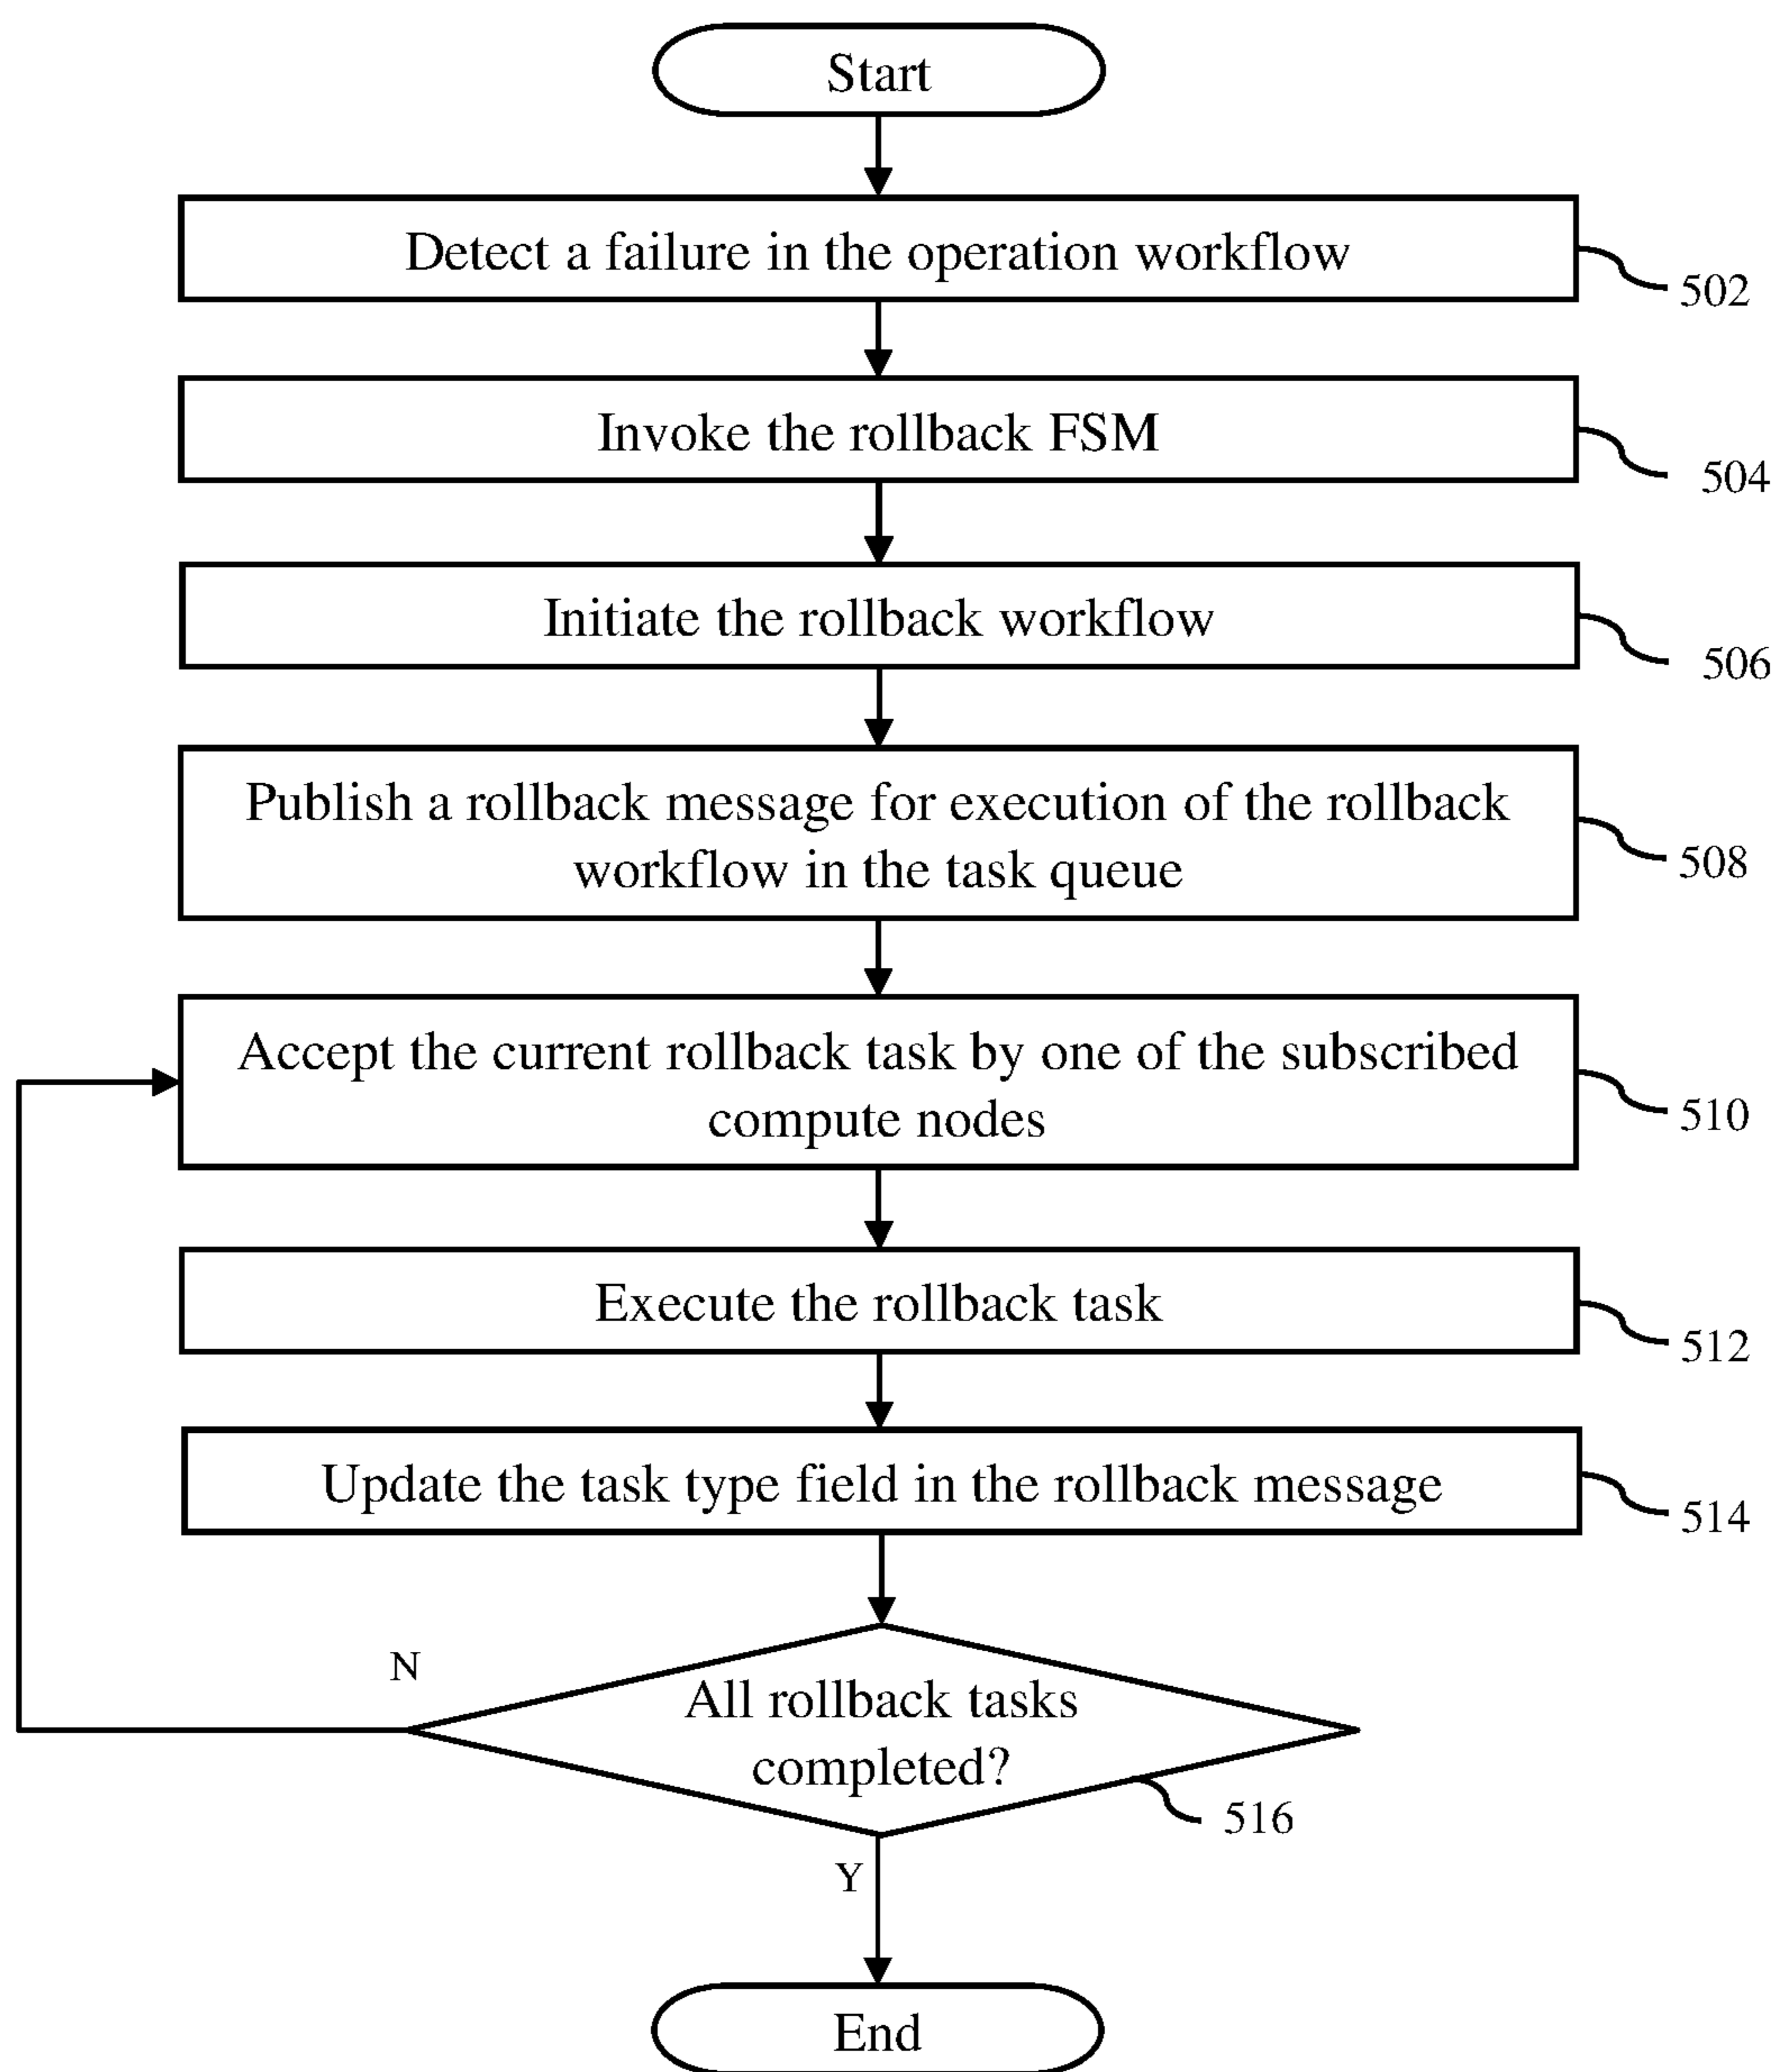 Start
Detect a failure in the operation workflow
502
Invoke the rollback FSM
504
Initiate the rollback workflow
506
Publish a rollback message for execution of the rollback
workflow in the task queue
508
Accept the current rollback task by one of the subscribed
compute nodes
510
Execute the rollback task
512
Update the task type field in the rollback message
514
N
All rollback tasks
completed?
516
Y
End